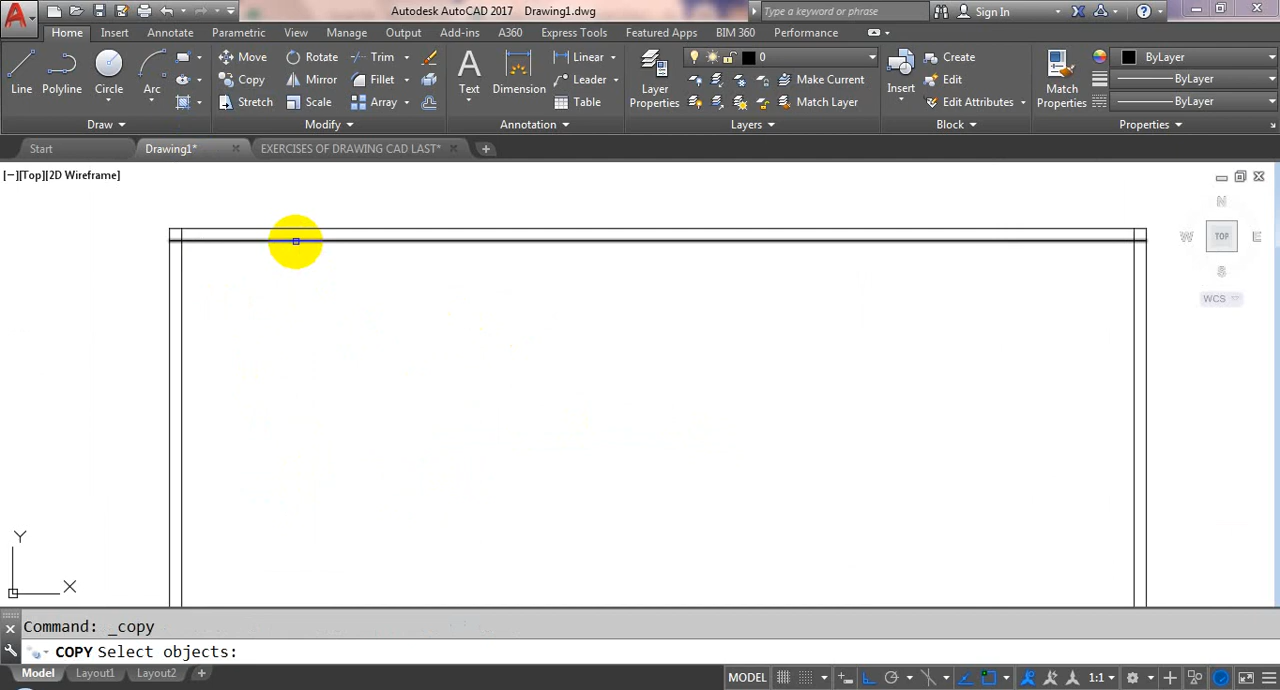 Autodesk AutoCAD 2017 Drawing1.dwg Type a keyword or phrase Sign In
Home Insert Annotate Parametric View Manage Output Add-ins A360 Express Tools Featured Apps BIM 360 Performance
Line Polyline Circle Arc Move Rotate Trim Text Dimension Linear Layer Properties 0 Insert Create Match Properties ByLayer
Copy Mirror Fillet Leader Make Current Edit ByLayer
Stretch Scale Array Table Match Layer Edit Attributes ByLayer
Draw Modify Annotation Layers Block Properties
Start Drawing1* EXERCISES OF DRAWING CAD LAST*
[−][Top][2D Wireframe]
N
W TOP E
S
WCS
Y
X
Command: _copy
COPY Select objects:
Model Layout1 Layout2 + MODEL 1:1